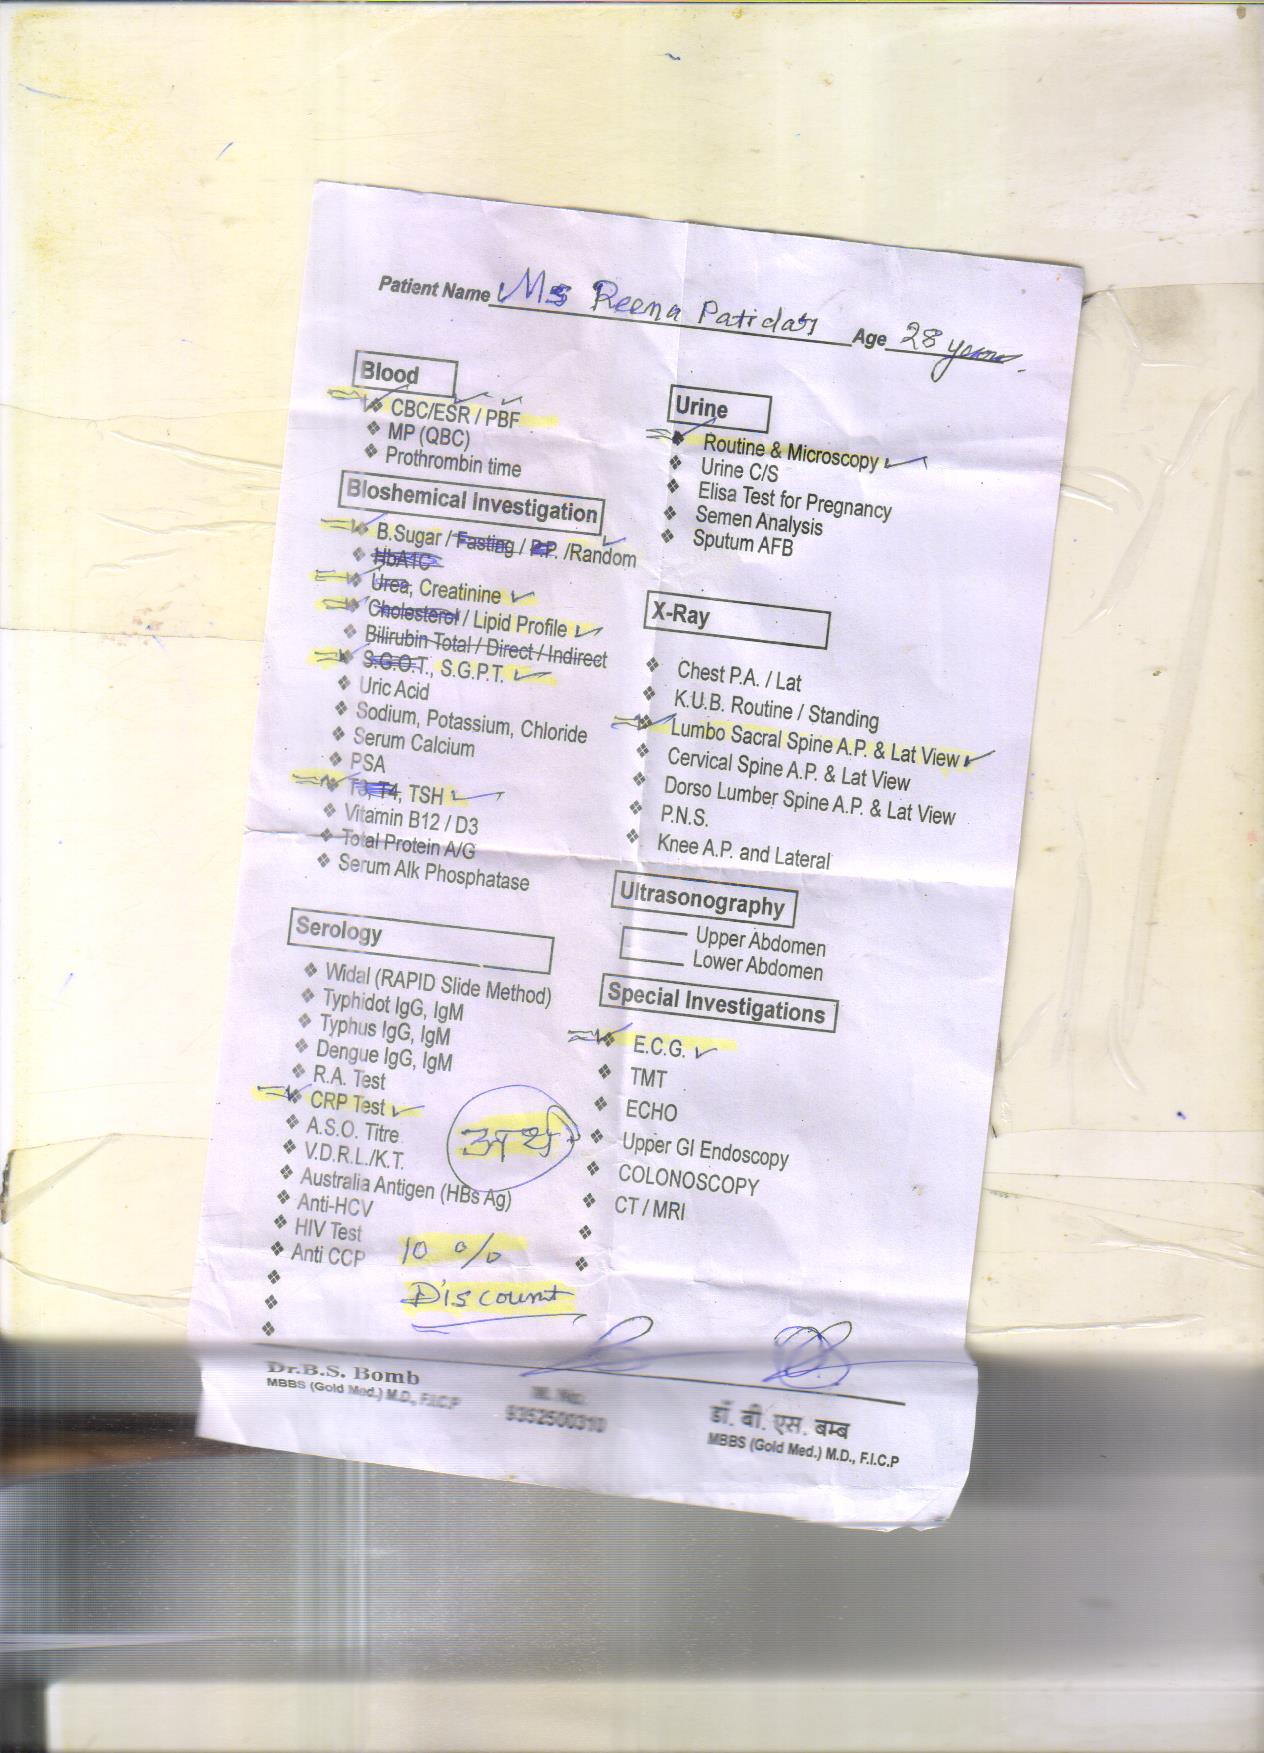 Patient Name Ms Reena Patidar Age 28 years
Blood
CBC/ESR / PBF
MP (QBC)
Prothrombin time
Bloshemical Investigation
B.Sugar / Fasting / P.P. /Random
HbA1C
Urea, Creatinine
Cholesterol / Lipid Profile
Bilirubin Total / Direct / Indirect
S.G.O.T., S.G.P.T.
Uric Acid
Sodium, Potassium, Chloride
Serum Calcium
PSA
T3, T4, TSH
Vitamin B12 / D3
Total Protein A/G
Serum Alk Phosphatase
Serology
Widal (RAPID Slide Method)
Typhidot IgG, IgM
Typhus IgG, IgM
Dengue IgG, IgM
R.A. Test
CRP Test
A.S.O. Titre
V.D.R.L./K.T.
Australia Antigen (HBs Ag)
Anti-HCV
HIV Test
Anti CCP
10 %
Discount
Urine
Routine & Microscopy
Urine C/S
Elisa Test for Pregnancy
Semen Analysis
Sputum AFB
X-Ray
Chest P.A. / Lat
K.U.B. Routine / Standing
Lumbo Sacral Spine A.P. & Lat View
Cervical Spine A.P. & Lat View
Dorso Lumber Spine A.P. & Lat View
P.N.S.
Knee A.P. and Lateral
Ultrasonography
Upper Abdomen
Lower Abdomen
Special Investigations
E.C.G.
TMT
ECHO
Upper GI Endoscopy
COLONOSCOPY
CT / MRI
Dr.B.S. Bomb
MBBS (Gold Med.) M.D., F.I.C.P
डॉ. बी. एस. बम्ब
MBBS (Gold Med.) M.D., F.I.C.P